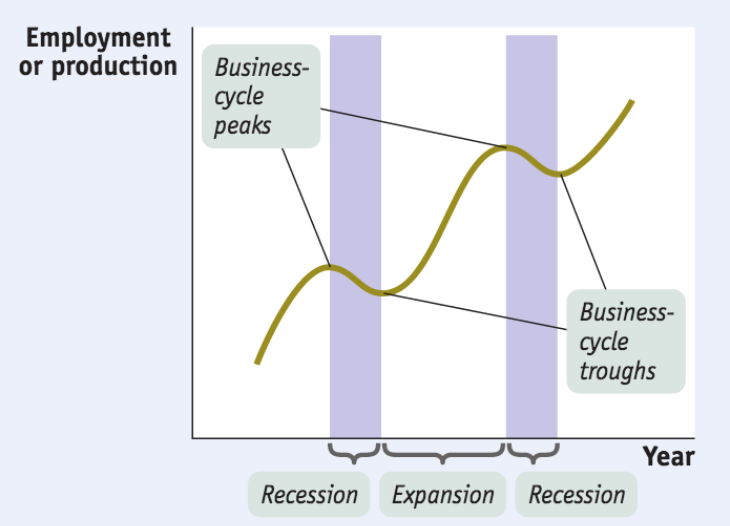 Employment
or production
Business-
cycle
peaks
Business-
cycle
troughs
Year
Recession
Expansion
Recession